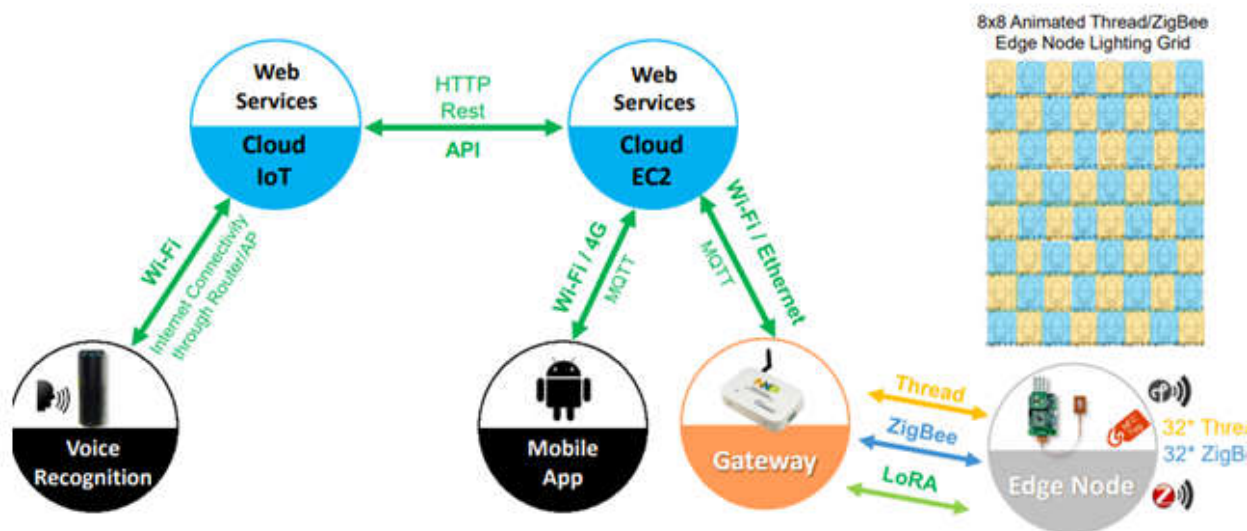 8x8 Animated Thread/ZigBee
Edge Node Lighting Grid
Web
Services
Cloud
IoT
HTTP
Rest
API
Web
Services
Cloud
EC2
Wi-Fi
Internet Connectivity
through Router/AP
Wi-Fi / 4G
MQTT
Wi-Fi / Ethernet
MQTT
Voice
Recognition
Mobile
App
NXP
Gateway
Thread
ZigBee
LoRA
Edge Node
32* Threa
32* ZigB